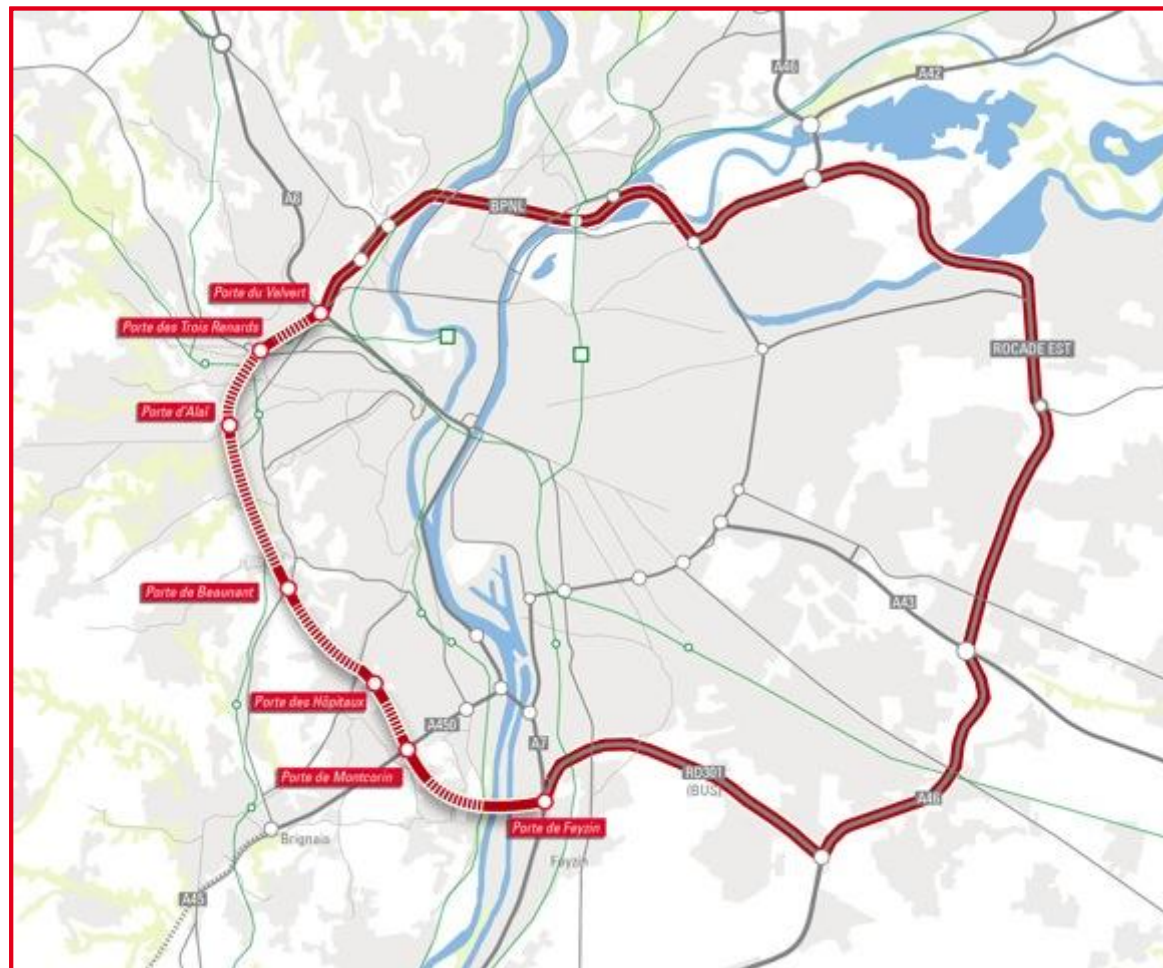 A46
A42
A6
BPNL
Porte du Valvert
Porte des Trois Renards
ROCADE EST
Porte d'Alaï
Porte de Beaunant
A43
Porte des Hôpitaux
A450
A7
Porte de Montcorin
RD301
(BUS)
A46
Porte de Feyzin
Brignais
Feyzin
A45